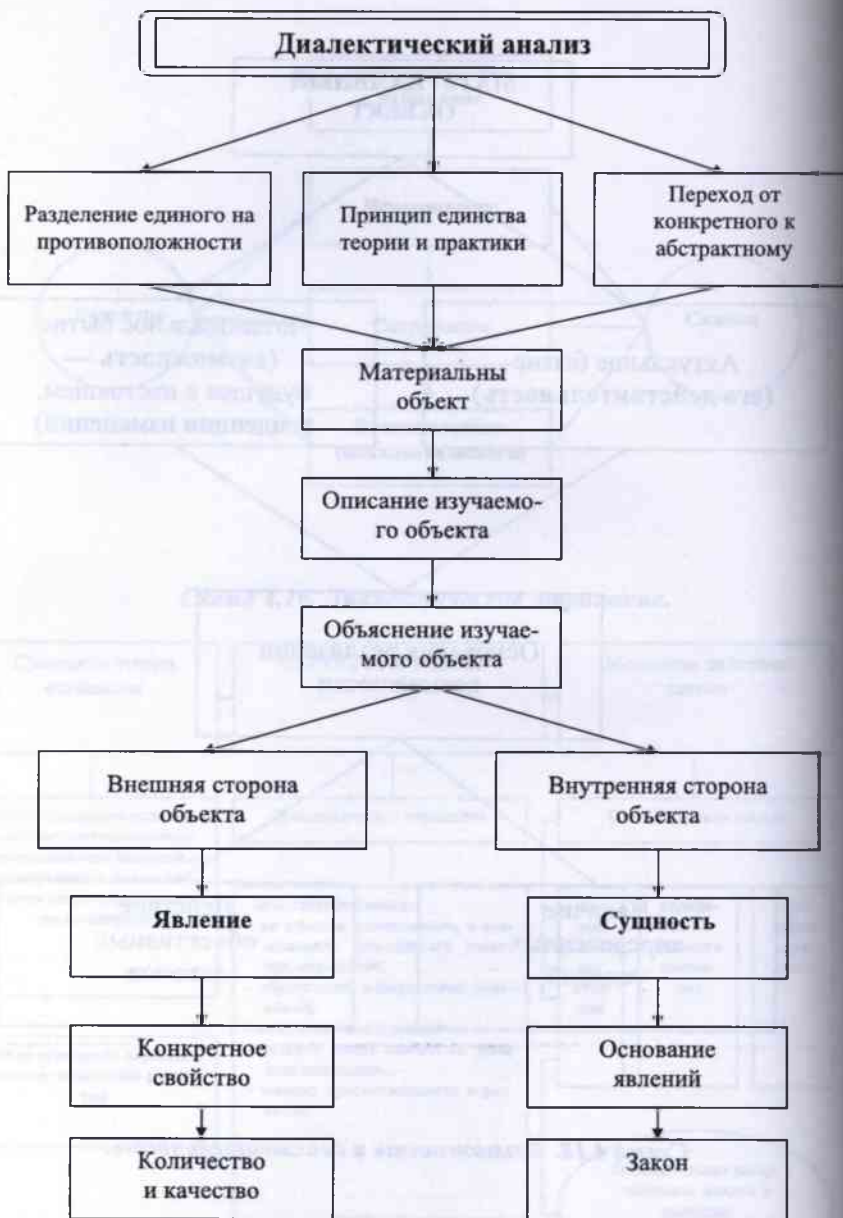 Диалектический анализ
Разделение единого на
противоположности
Принцип единства
теории и практики
Переход от
конкретного к
абстрактному
Материальны
объект
Описание изучаемо-
го объекта
Объяснение изучае-
мого объекта
Внешняя сторона
объекта
Внутренняя сторона
объекта
Явление
Сущность
Конкретное
свойство
Основание
явлений
Количество
и качество
Закон